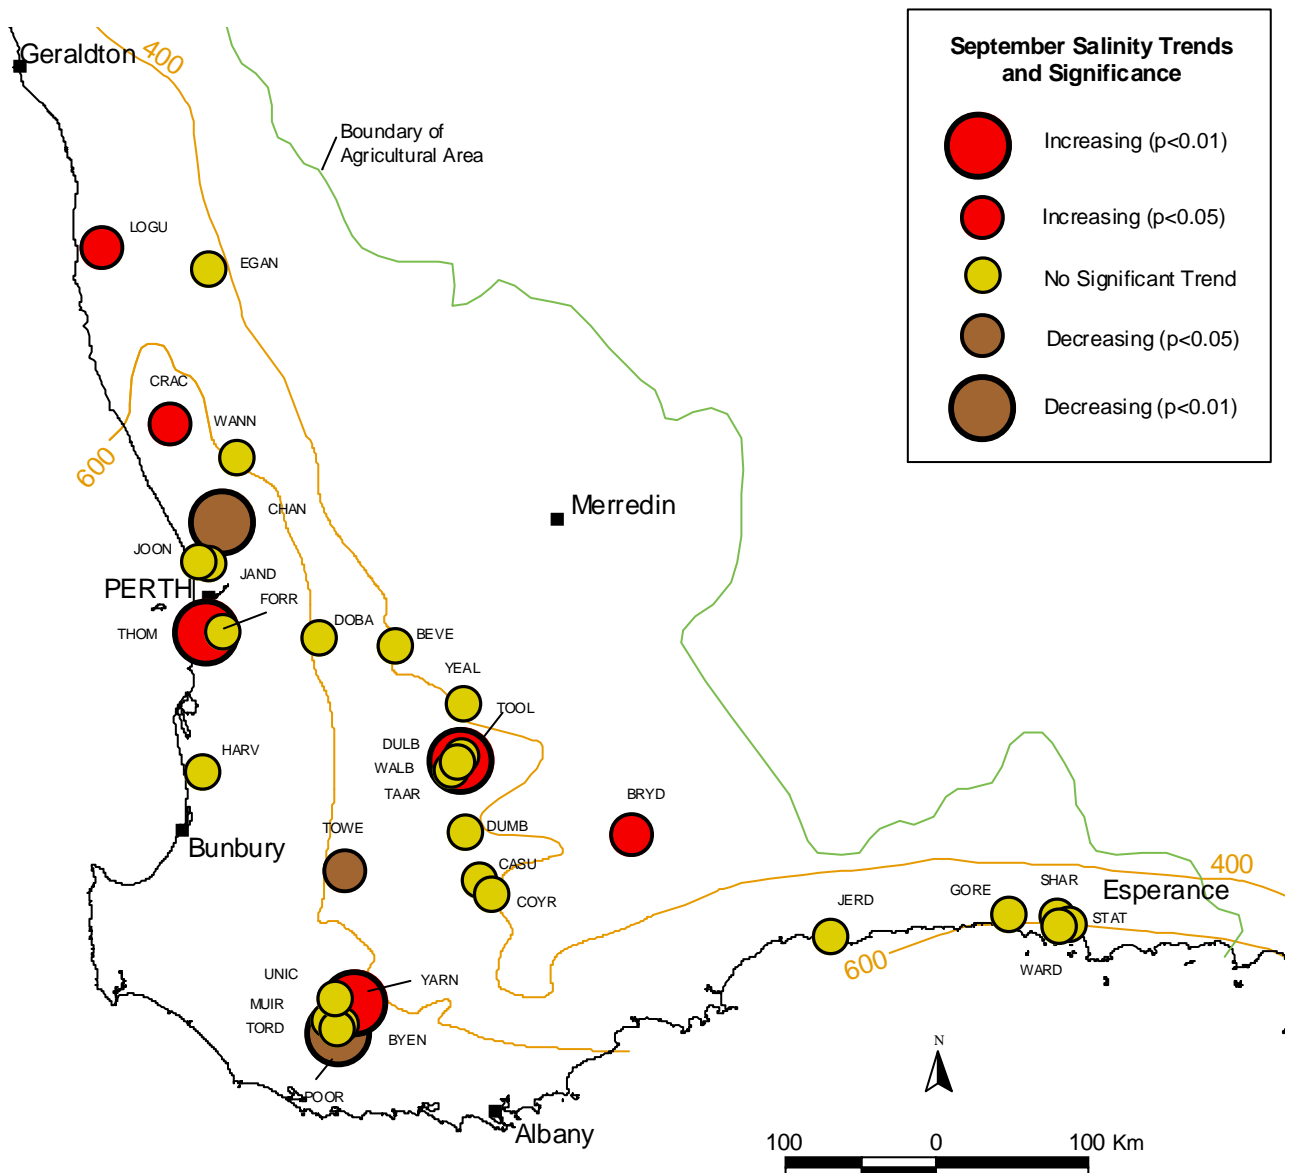 Geraldton
400
September Salinity Trends
and Significance
Increasing (p<0.01)
Increasing (p<0.05)
No Significant Trend
Decreasing (p<0.05)
Decreasing (p<0.01)
Boundary of
Agricultural Area
LOGU
EGAN
CRAC
WANN
600
Merredin
CHAN
JOON
JAND
PERTH
FORR
THOM
DOBA
BEVE
YEAL
TOOL
DULB
WALB
TAAR
HARV
BRYD
TOWE
DUMB
Bunbury
CASU
COYR
400
SHAR
Esperance
GORE
JERD
STAT
600
WARD
UNIC
YARN
MUIR
TORD
BYEN
POOR
N
Albany
100 0 100 Km